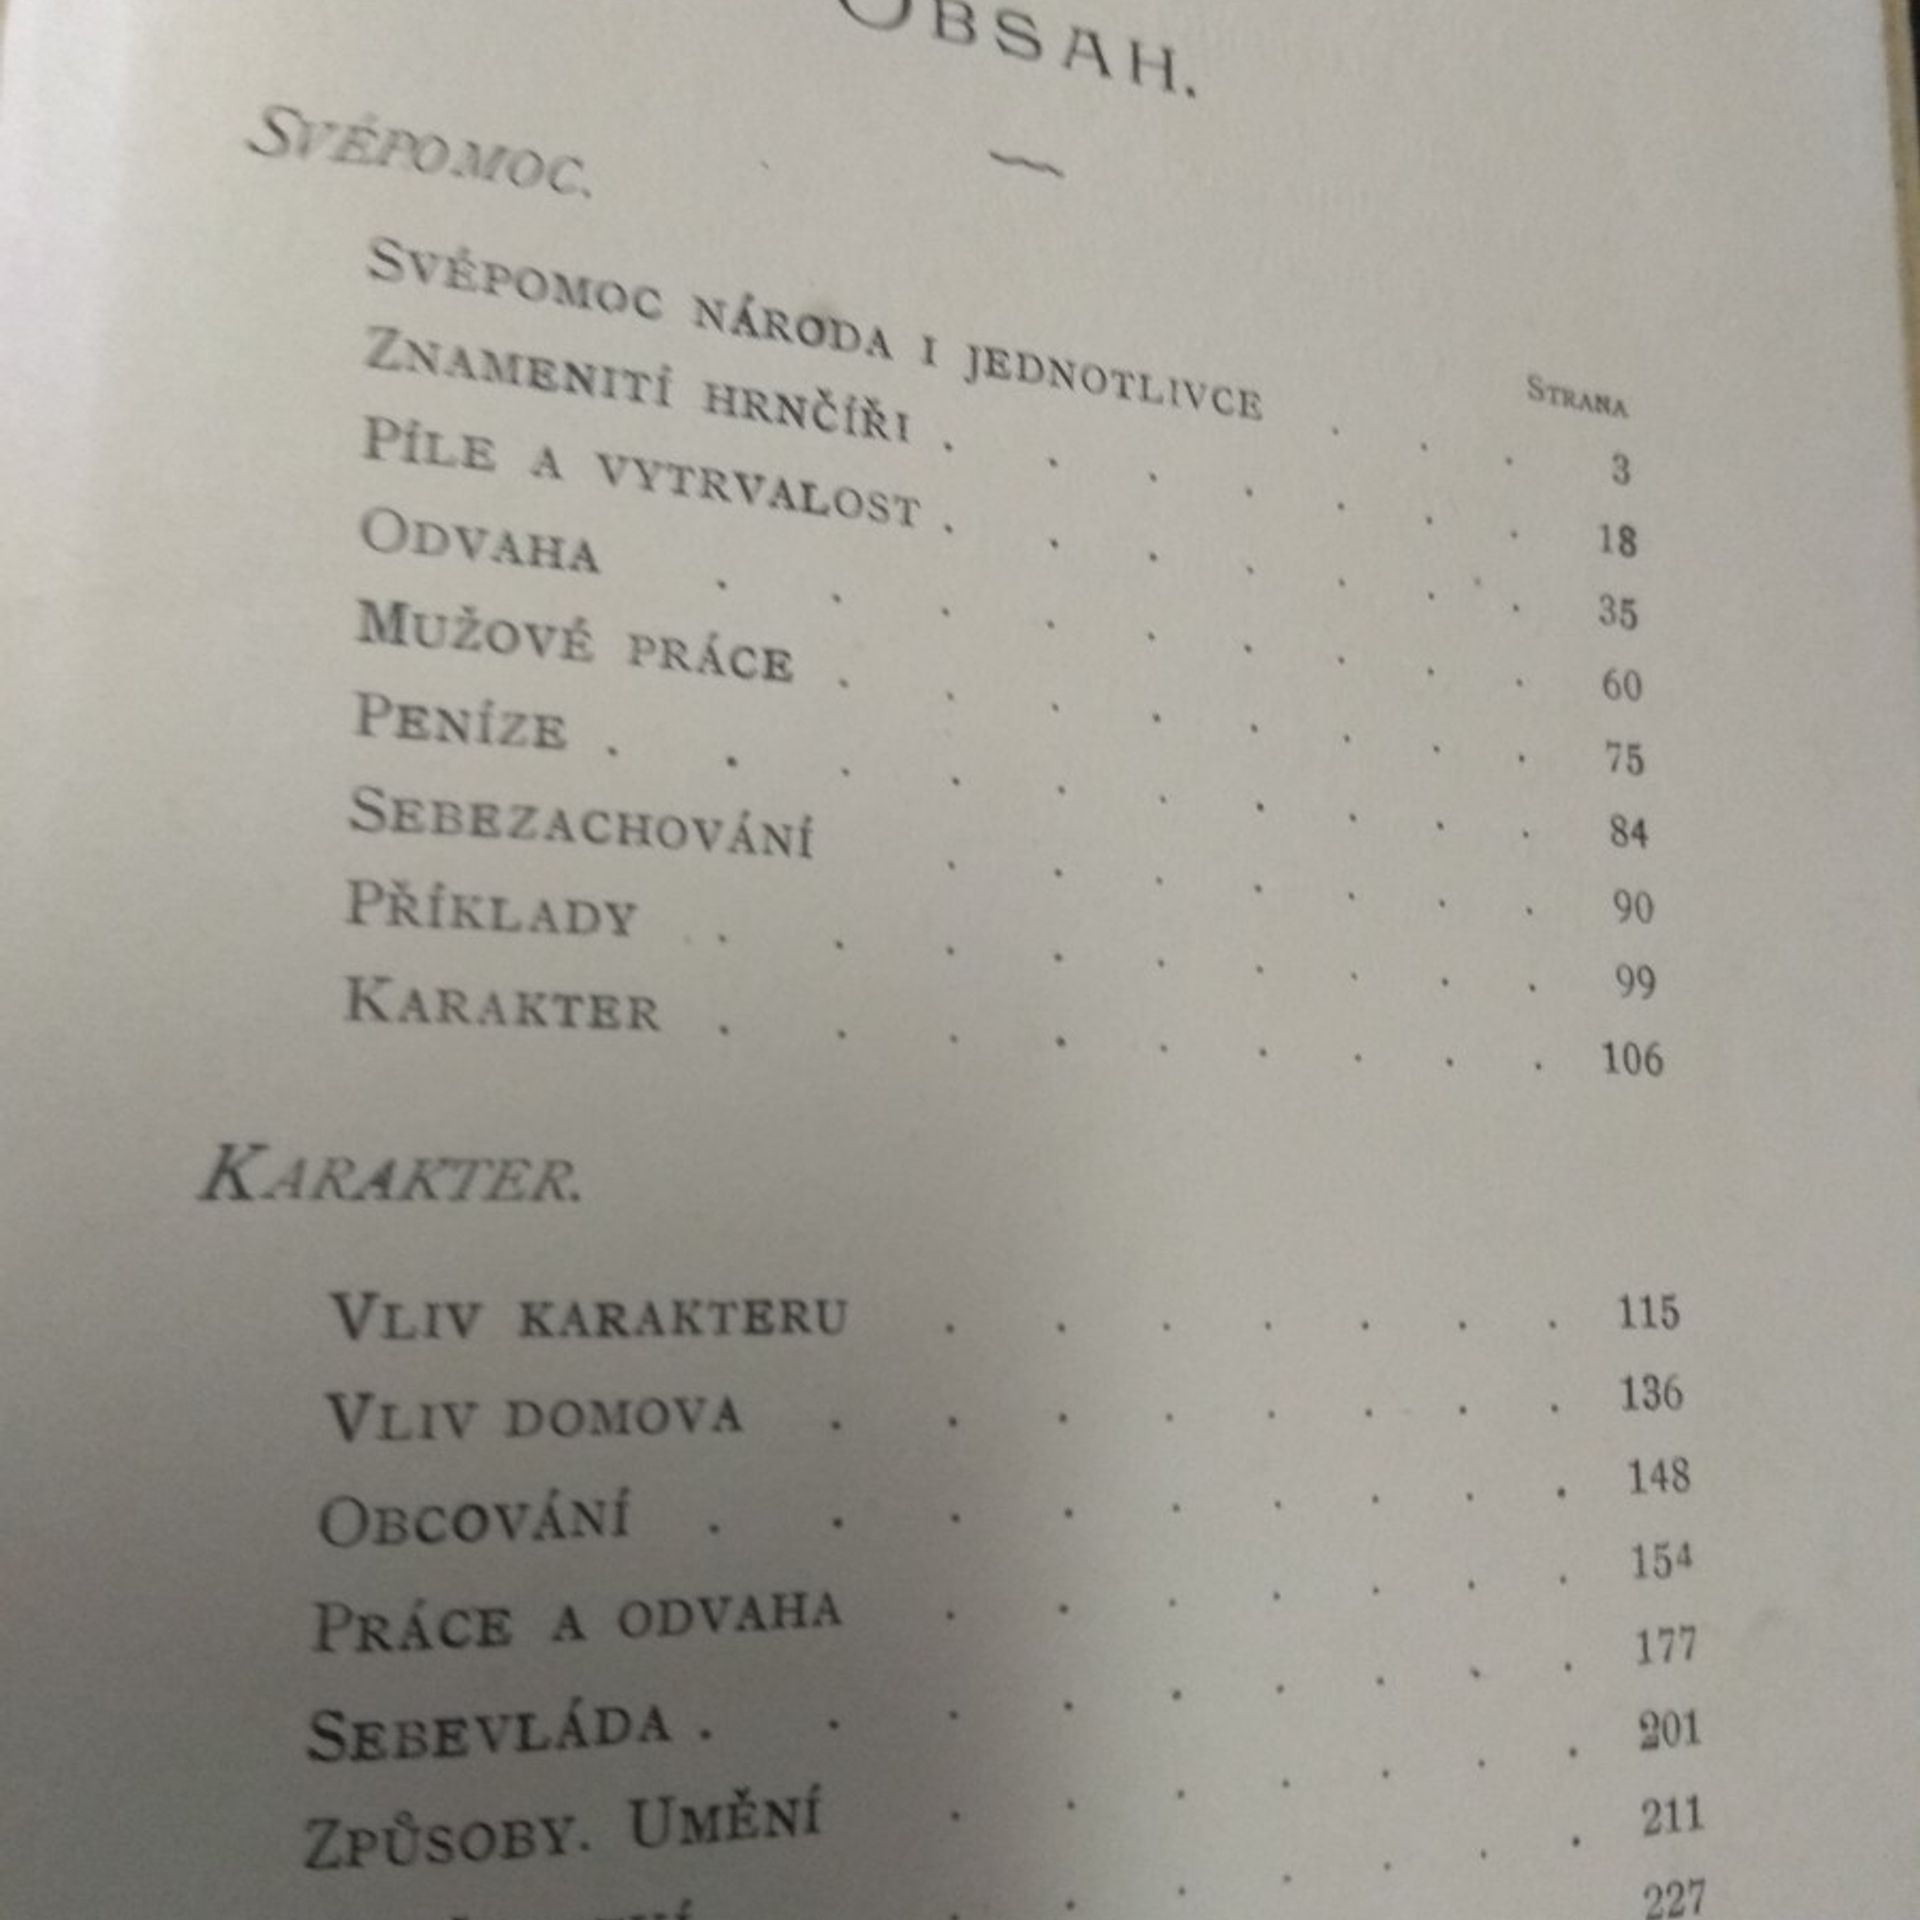 OBSAH.
SVÉPOMOC.
STRANA
SVÉPOMOC NÁRODA I JEDNOTLIVCE . . . 3
ZNAMENITÍ HRNČÍŘI . . . . . . . 18
PÍLE A VYTRVALOST . . . . . . . 35
ODVAHA . . . . . . . . . 60
MUŽOVÉ PRÁCE . . . . . . . . 75
PENÍZE . . . . . . . . . . 84
SEBEZACHOVÁNÍ . . . . . . . 90
PŘÍKLADY . . . . . . . . . 99
KARAKTER . . . . . . . . . 106
KARAKTER.
VLIV KARAKTERU . . . . . . . 115
VLIV DOMOVA . . . . . . . . 136
OBCOVÁNÍ . . . . . . . . . 148
PRÁCE A ODVAHA . . . . . . . 154
SEBEVLÁDA . . . . . . . . . 177
ZPŮSOBY. UMĚNÍ . . . . . . . 201
211
227